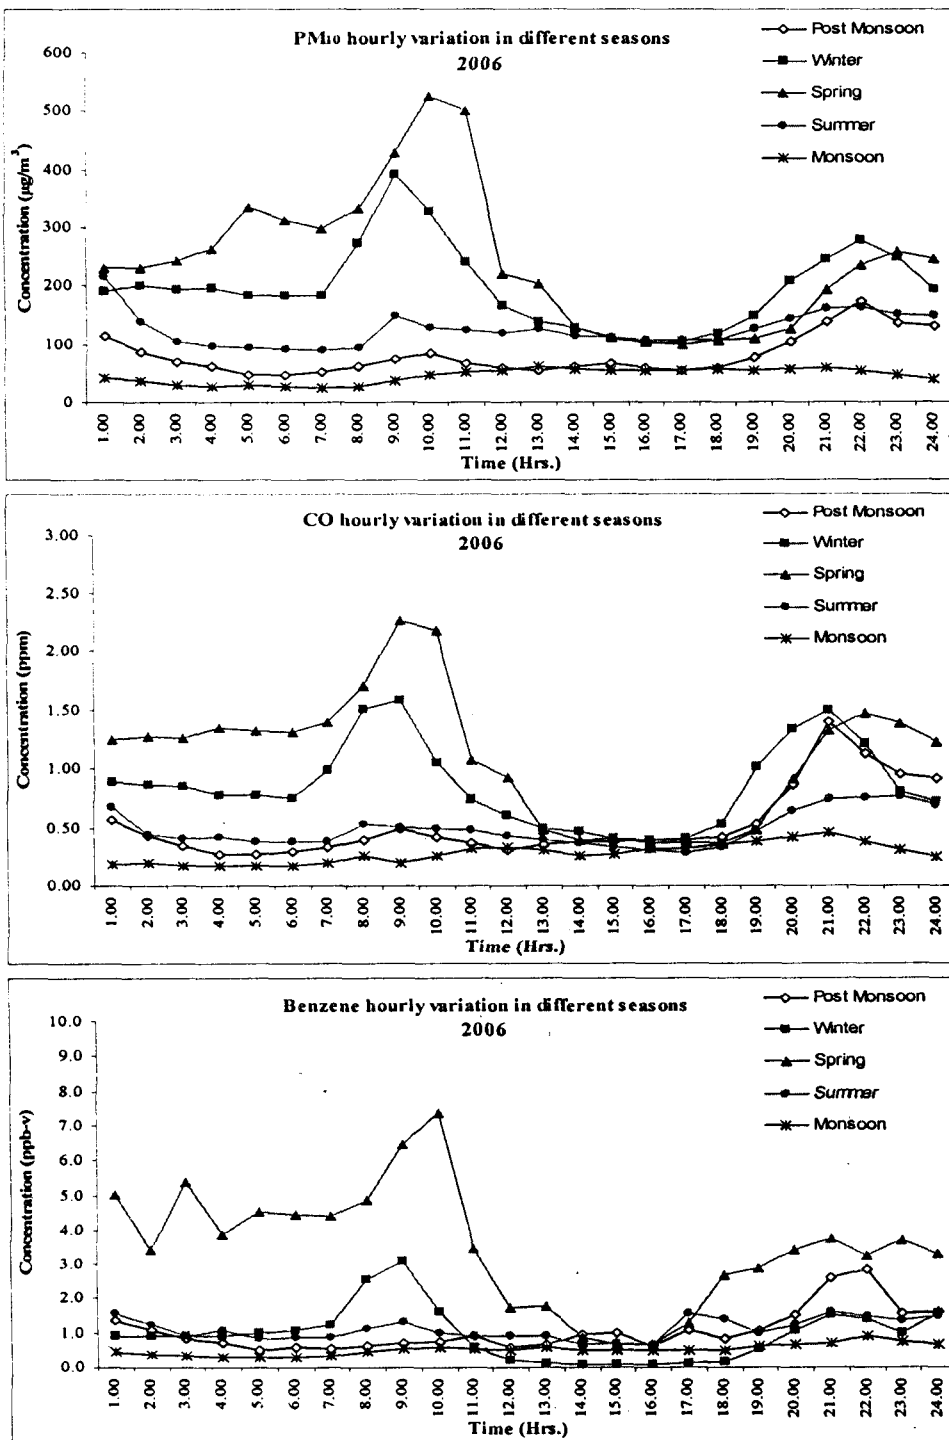 PM10 hourly variation in different seasons
2006
Post Monsoon
Winter
Spring
Summer
Monsoon
Concentration (µg/m³)
600
500
400
300
200
100
0
1.00 2.00 3.00 4.00 5.00 6.00 7.00 8.00 9.00 10.00 11.00 12.00 13.00 14.00 15.00 16.00 17.00 18.00 19.00 20.00 21.00 22.00 23.00 24.00
Time (Hrs.)
CO hourly variation in different seasons
2006
Post Monsoon
Winter
Spring
Summer
Monsoon
Concentration (ppm)
3.00
2.50
2.00
1.50
1.00
0.50
0.00
1.00 2.00 3.00 4.00 5.00 6.00 7.00 8.00 9.00 10.00 11.00 12.00 13.00 14.00 15.00 16.00 17.00 18.00 19.00 20.00 21.00 22.00 23.00 24.00
Time (Hrs.)
Benzene hourly variation in different seasons
2006
Post Monsoon
Winter
Spring
Summer
Monsoon
Concentration (ppb-v)
10.0
9.0
8.0
7.0
6.0
5.0
4.0
3.0
2.0
1.0
0.0
1.00 2.00 3.00 4.00 5.00 6.00 7.00 8.00 9.00 10.00 11.00 12.00 13.00 14.00 15.00 16.00 17.00 18.00 19.00 20.00 21.00 22.00 23.00 24.00
Time (Hrs.)